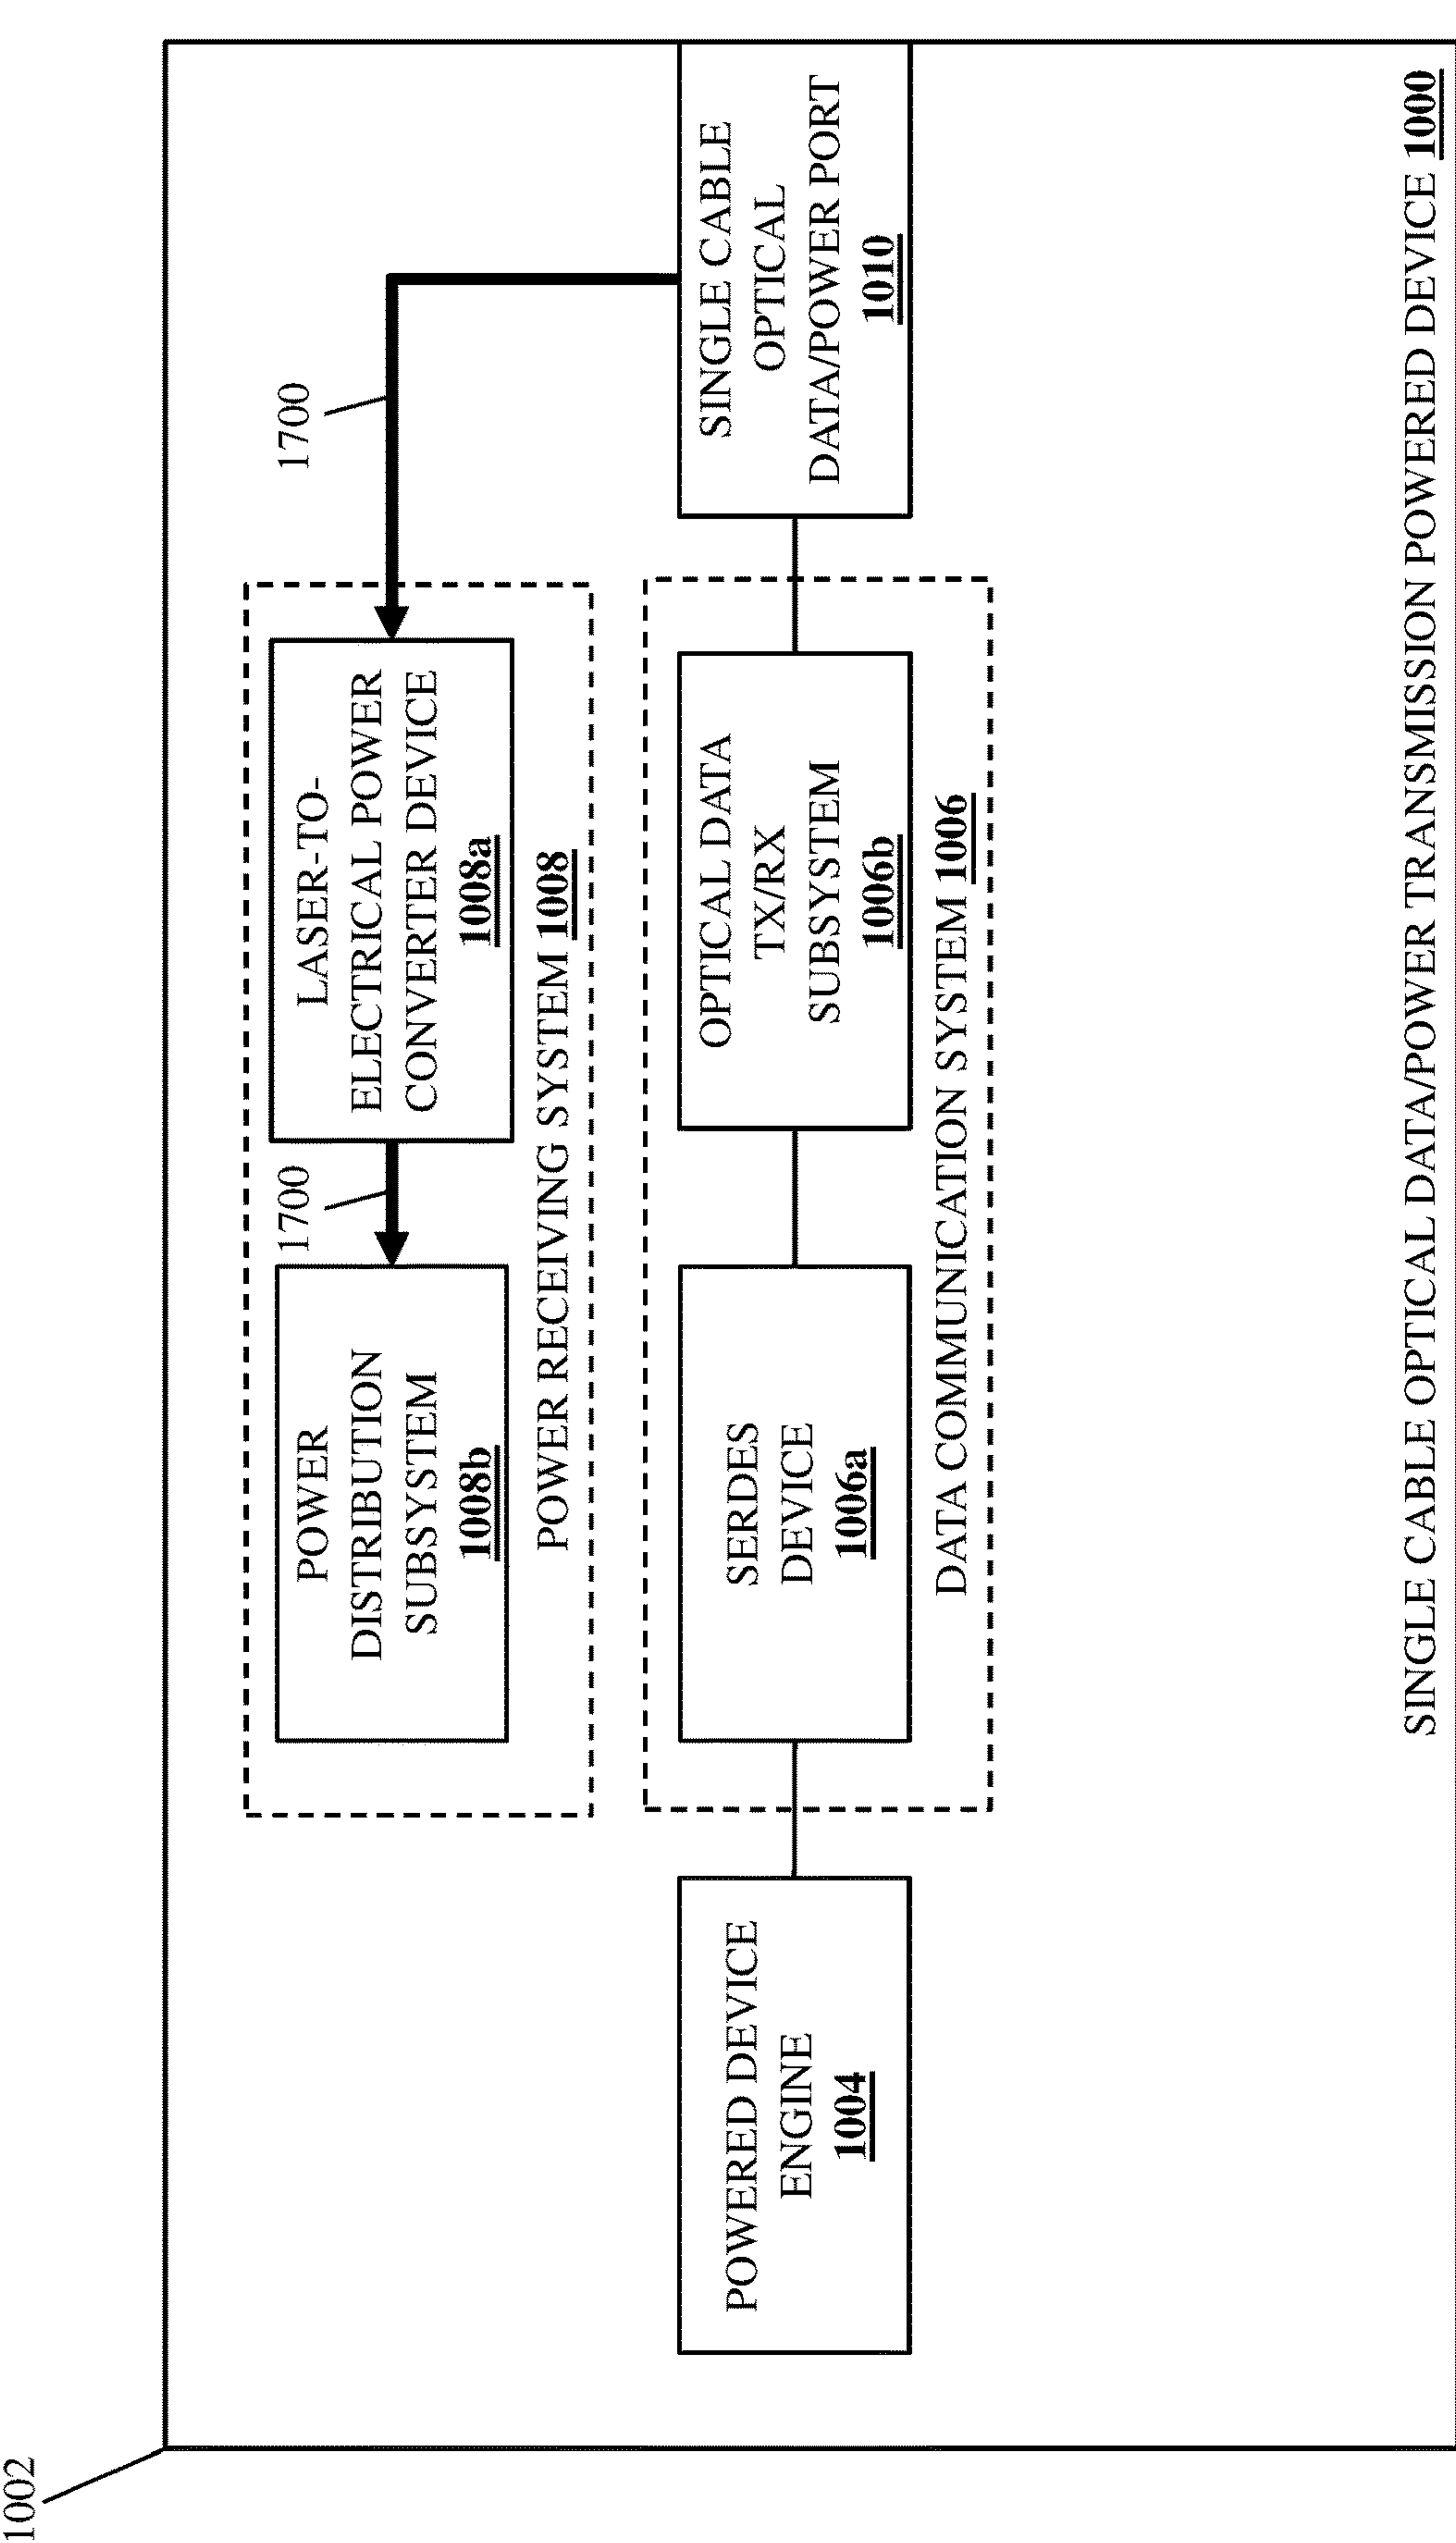 1002
1700
1700
POWER
DISTRIBUTION
SUBSYSTEM
1008b
LASER-TO-
ELECTRICAL POWER
CONVERTER DEVICE
1008a
POWER RECEIVING SYSTEM 1008
POWERED DEVICE
ENGINE
1004
SERDES
DEVICE
1006a
OPTICAL DATA
TX/RX
SUBSYSTEM
1006b
SINGLE CABLE
OPTICAL
DATA/POWER PORT
1010
DATA COMMUNICATION SYSTEM 1006
SINGLE CABLE OPTICAL DATA/POWER TRANSMISSION POWERED DEVICE 1000